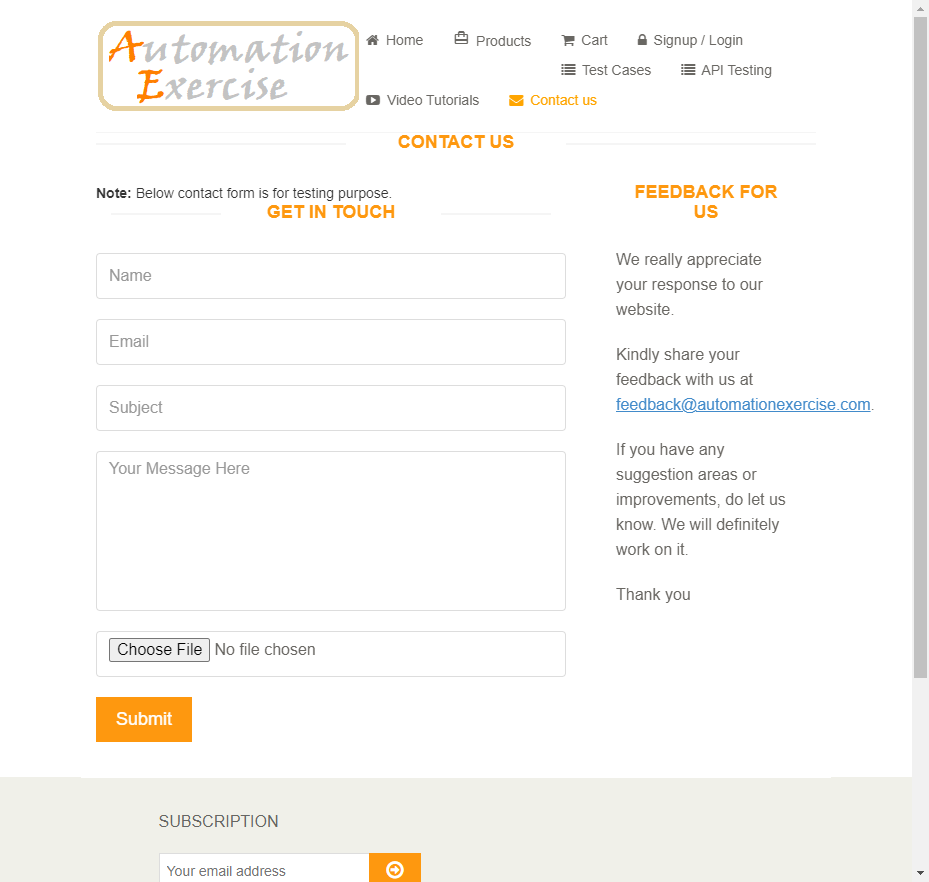 Automation
Exercise
Home
Products
Cart
Signup / Login
Test Cases
API Testing
Video Tutorials
Contact us
CONTACT US
Note: Below contact form is for testing purpose.
GET IN TOUCH
Name
Email
Subject
Your Message Here
Choose File No file chosen
Submit
FEEDBACK FOR
US
We really appreciate
your response to our
website.
Kindly share your
feedback with us at
feedback@automationexercise.com.
If you have any
suggestion areas or
improvements, do let us
know. We will definitely
work on it.
Thank you
SUBSCRIPTION
Your email address